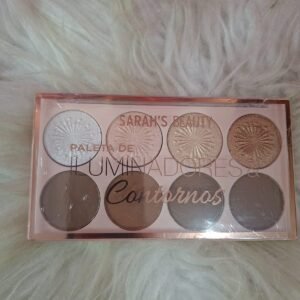 SARAH'S BEAUTY
PALETA DE
ILUMINADORES &
Contornos